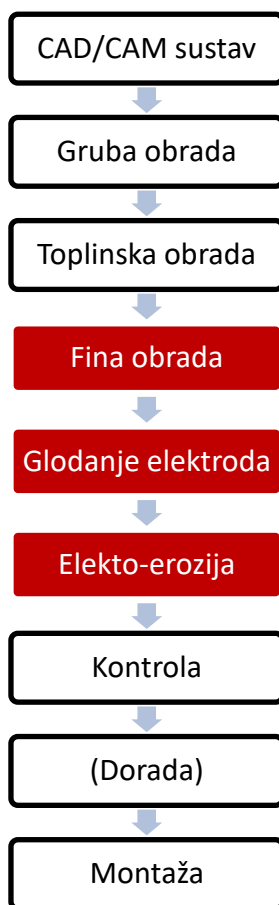 CAD/CAM sustav
Gruba obrada
Toplinska obrada
Fina obrada
Glodanje elektroda
Elekto-erozija
Kontrola
(Dorada)
Montaža